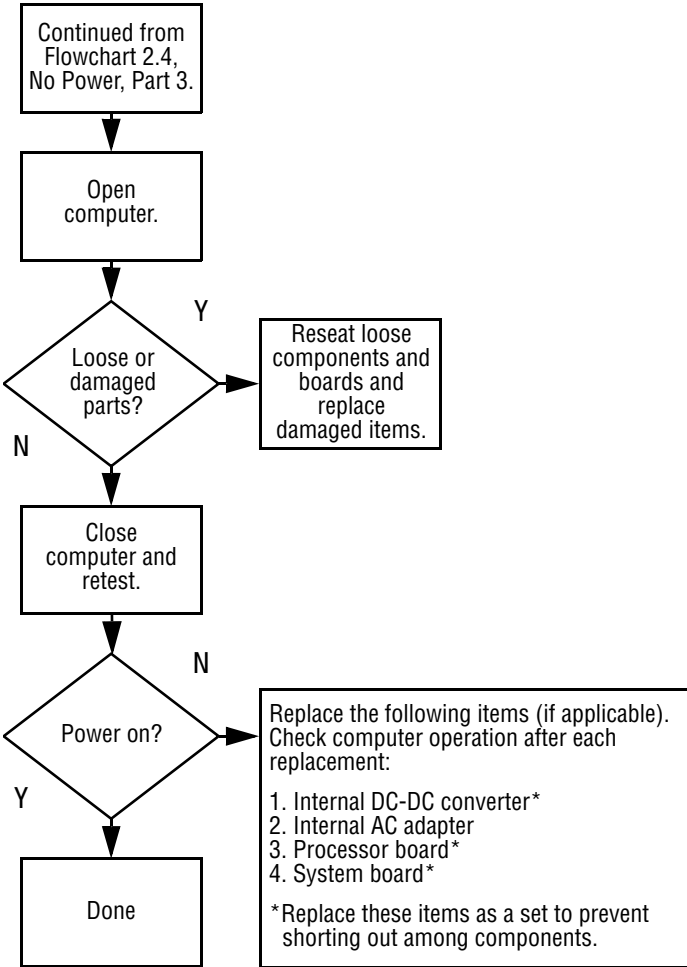 Continued from
Flowchart 2.4,
No Power, Part 3.
Open
computer.
Y
Loose or
damaged
parts?
Reseat loose
components and
boards and
replace
damaged items.
N
Close
computer and
retest.
N
Power on?
Replace the following items (if applicable).
Check computer operation after each
replacement:
1. Internal DC-DC converter*
2. Internal AC adapter
3. Processor board*
4. System board*
*Replace these items as a set to prevent
shorting out among components.
Y
Done